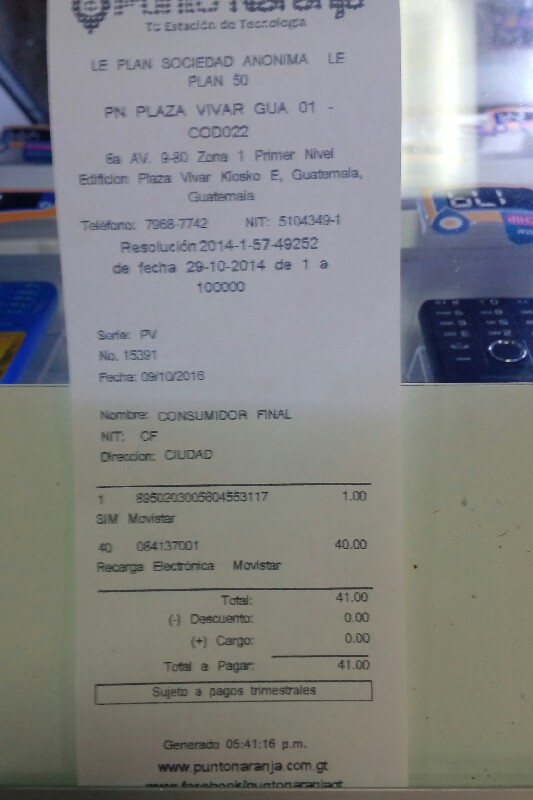 Punto Naranja
Tu Estación de Tecnología
LE PLAN SOCIEDAD ANONIMA LE
PLAN 50
PN PLAZA VIVAR GUA 01 -
COD022
6a AV. 9-80 Zona 1 Primer Nivel
Edificion Plaza Vivar Kiosko E, Guatemala,
Guatemala
Teléfono: 7968-7742 NIT: 5104349-1
Resolución 2014-1-57-49252
de fecha 29-10-2014 de 1 a
100000
Serie: PV
No. 15391
Fecha: 09/10/2016
Nombre: CONSUMIDOR FINAL
NIT: CF
Direccion: CIUDAD
1 8950203005604553117 1.00
SIM Movistar
40 084137001 40.00
Recarga Electrónica Movistar
Total: 41.00
(-) Descuento: 0.00
(+) Cargo: 0.00
Total a Pagar: 41.00
Sujeto a pagos trimestrales
Generado 05:41:16 p.m.
www.puntonaranja.com.gt
www.facebook/puntonaranjagt